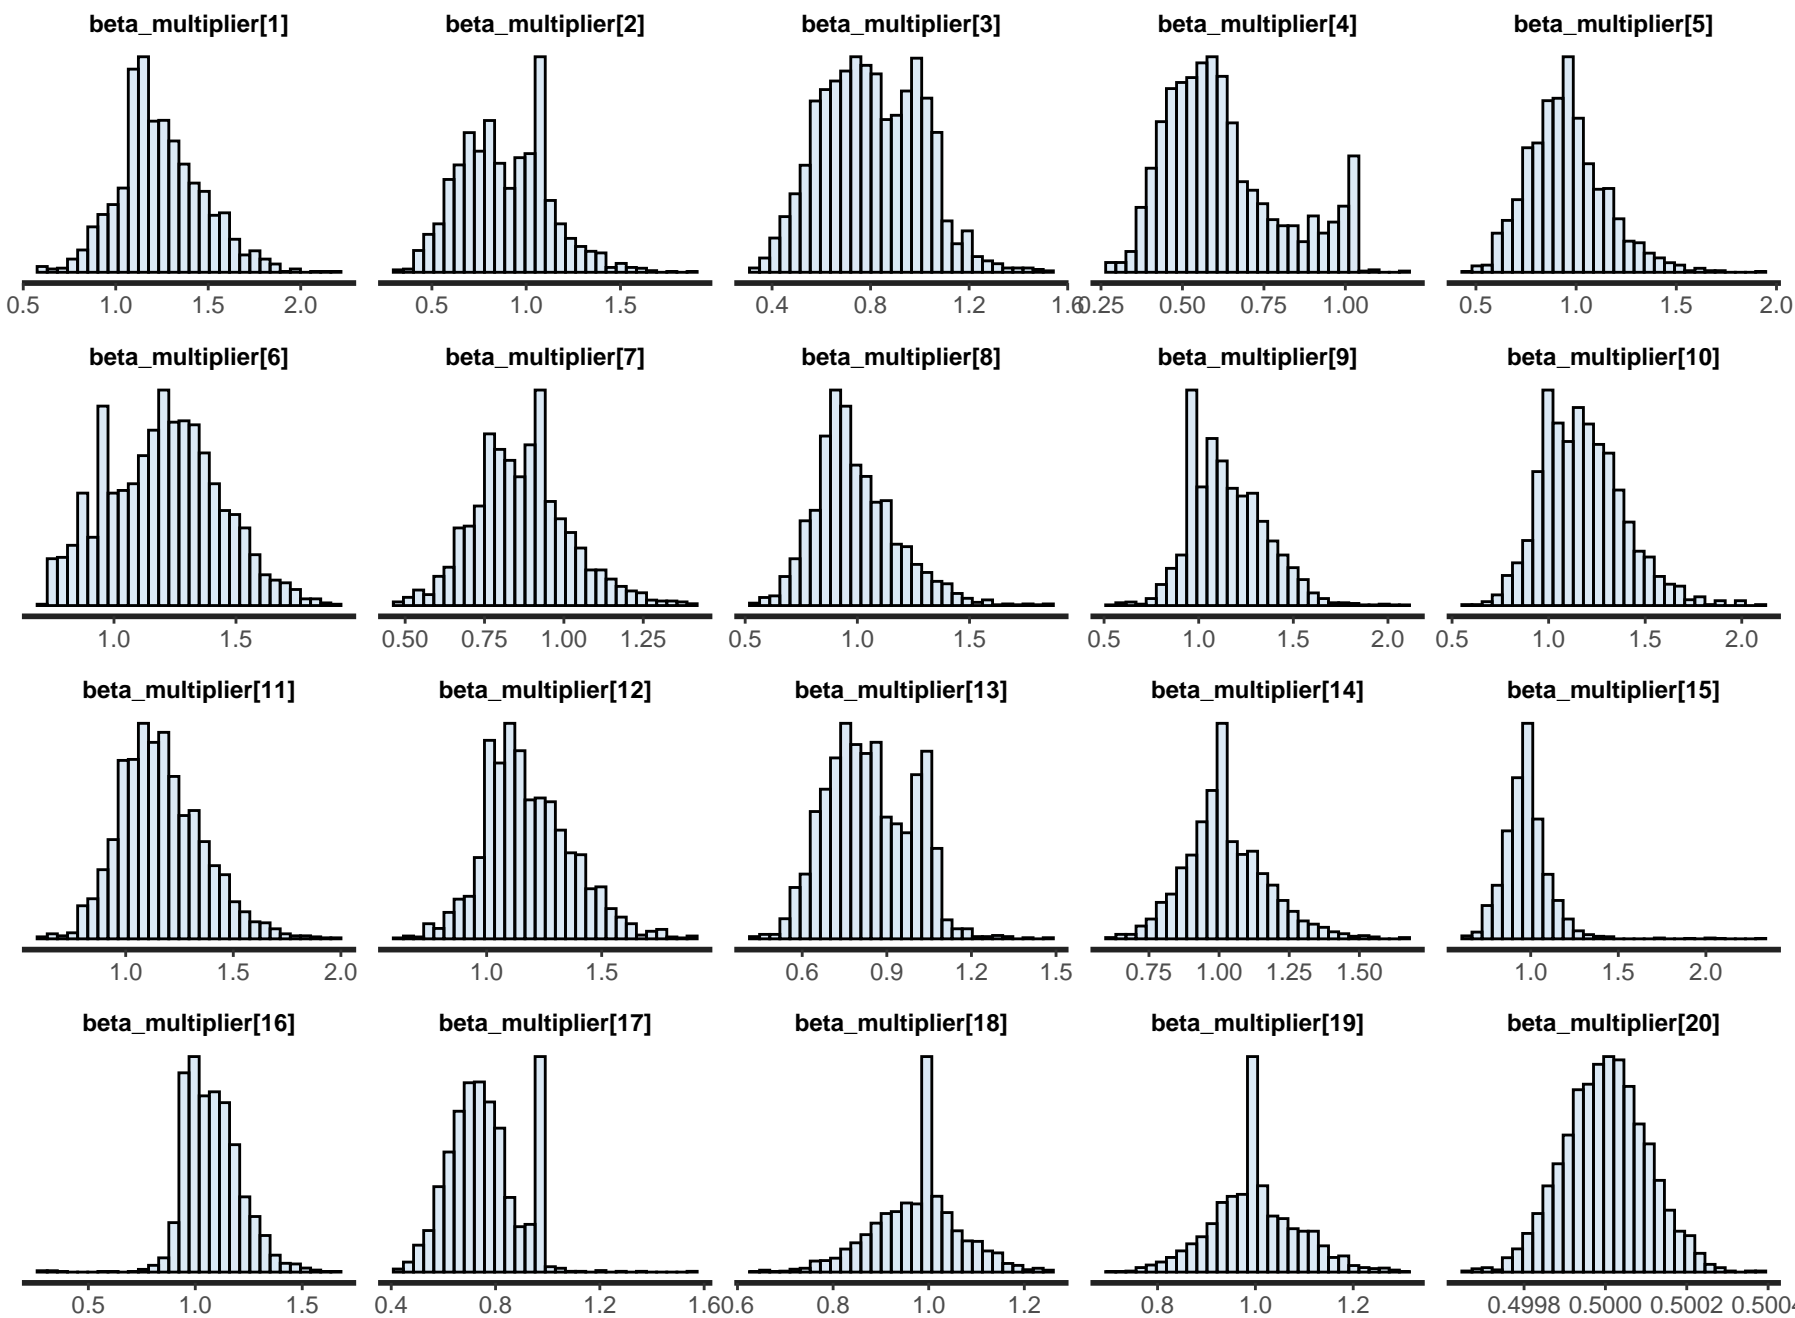 beta_multiplier[1] beta_multiplier[2] beta_multiplier[3] beta_multiplier[4] beta_multiplier[5]
0.5 1.0 1.5 2.0 0.5 1.0 1.5 0.4 0.8 1.2 1.6 0.25 0.50 0.75 1.00 0.5 1.0 1.5 2.0
beta_multiplier[6] beta_multiplier[7] beta_multiplier[8] beta_multiplier[9] beta_multiplier[10]
1.0 1.5 0.50 0.75 1.00 1.25 0.5 1.0 1.5 0.5 1.0 1.5 2.0 0.5 1.0 1.5 2.0
beta_multiplier[11] beta_multiplier[12] beta_multiplier[13] beta_multiplier[14] beta_multiplier[15]
1.0 1.5 2.0 1.0 1.5 0.6 0.9 1.2 1.5 0.75 1.00 1.25 1.50 1.0 1.5 2.0
beta_multiplier[16] beta_multiplier[17] beta_multiplier[18] beta_multiplier[19] beta_multiplier[20]
0.5 1.0 1.5 0.4 0.8 1.2 1.6 0.6 0.8 1.0 1.2 0.8 1.0 1.2 0.4998 0.5000 0.5002 0.5004